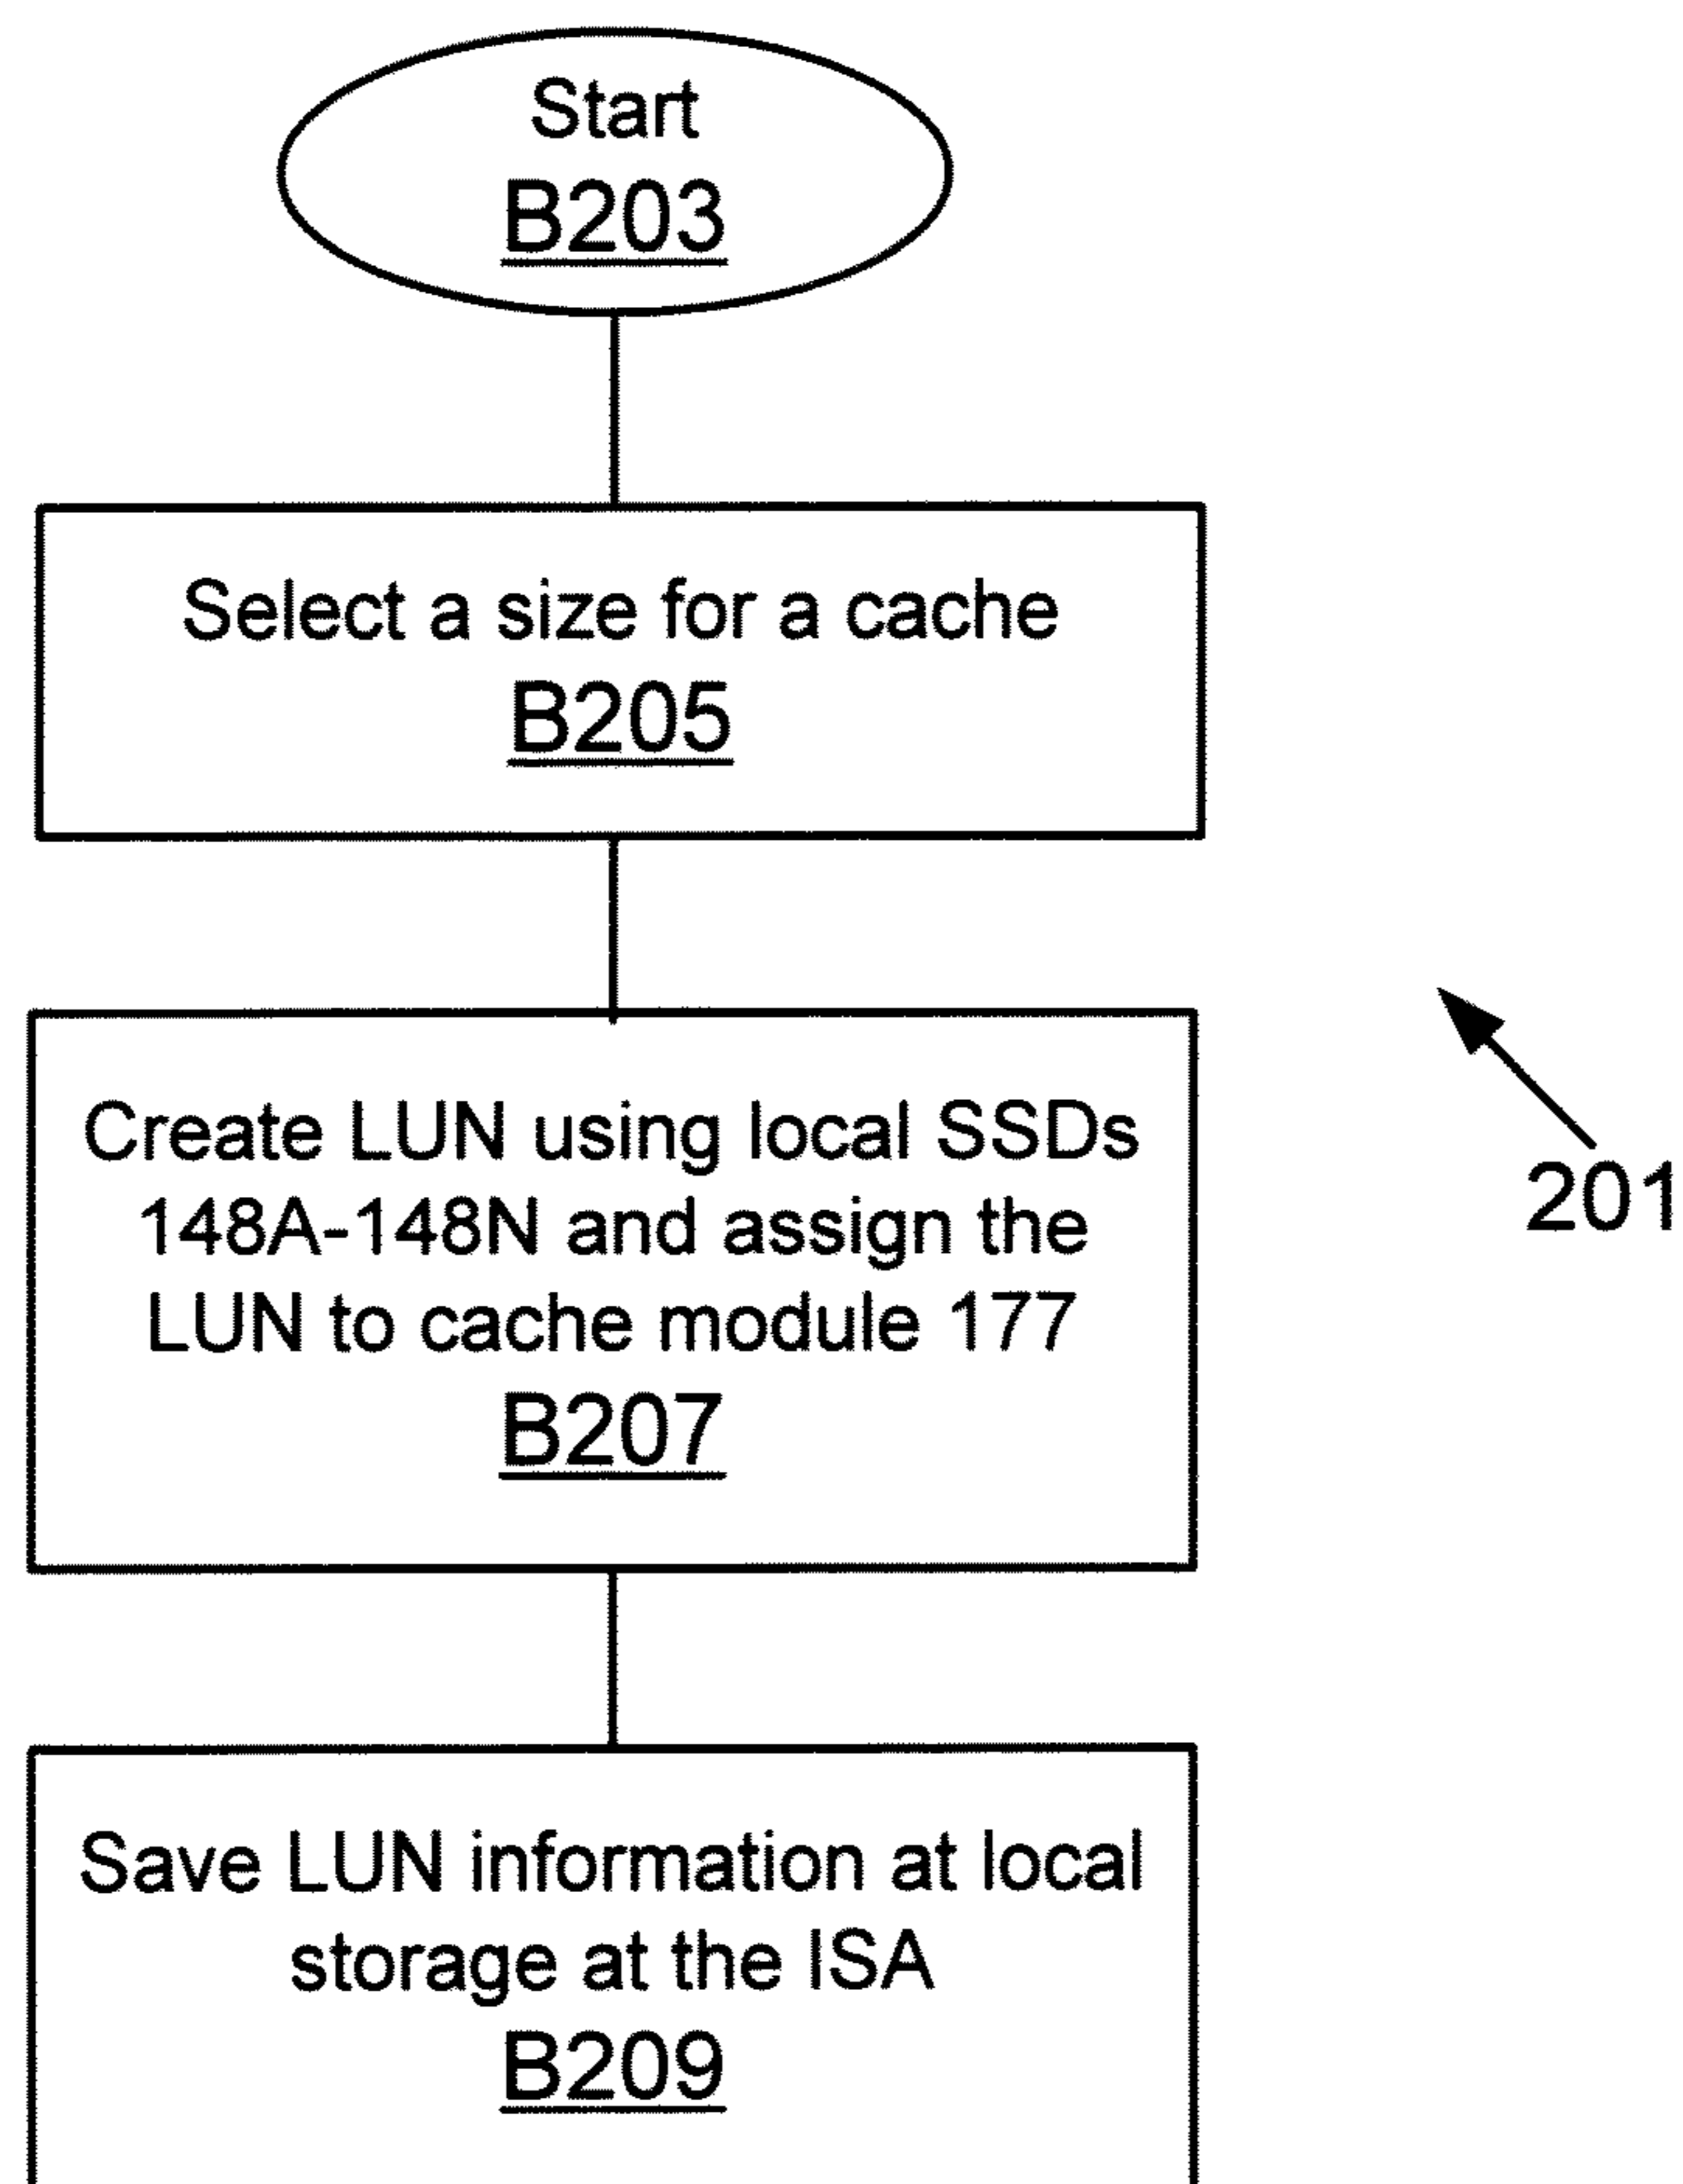 Start
B203
Select a size for a cache
B205
Create LUN using local SSDs
148A-148N and assign the
LUN to cache module 177
B207
201
Save LUN information at local
storage at the ISA
B209